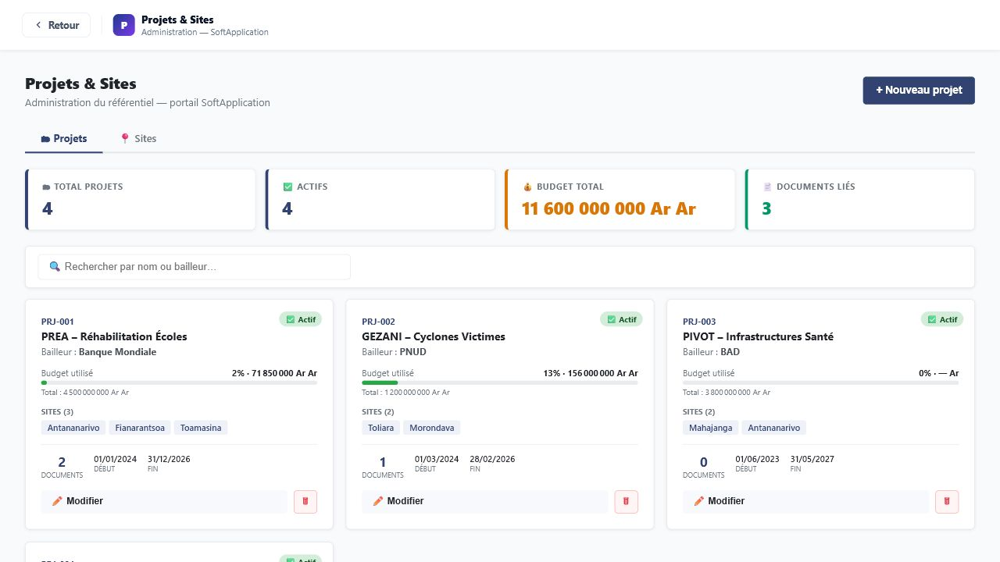 Retour
P
Projets & Sites
Administration — SoftApplication
Projets & Sites
Administration du référentiel — portail SoftApplication
+ Nouveau projet
Projets
Sites
TOTAL PROJETS
4
ACTIFS
4
BUDGET TOTAL
11 600 000 000 Ar Ar
DOCUMENTS LIÉS
3
Rechercher par nom ou bailleur...
PRJ-001
Actif
PREA – Réhabilitation Écoles
Bailleur : Banque Mondiale
Budget utilisé 2% · 71 850 000 Ar Ar
Total : 4 500 000 000 Ar Ar
SITES (3)
Antananarivo Fianarantsoa Toamasina
2 DOCUMENTS
01/01/2024 DÉBUT
31/12/2026 FIN
Modifier
PRJ-002
Actif
GEZANI – Cyclones Victimes
Bailleur : PNUD
Budget utilisé 13% · 156 000 000 Ar Ar
Total : 1 200 000 000 Ar Ar
SITES (2)
Toliara Morondava
1 DOCUMENTS
01/03/2024 DÉBUT
28/02/2026 FIN
Modifier
PRJ-003
Actif
PIVOT – Infrastructures Santé
Bailleur : BAD
Budget utilisé 0% · — Ar
Total : 3 800 000 000 Ar Ar
SITES (2)
Mahajanga Antananarivo
0 DOCUMENTS
01/06/2023 DÉBUT
31/05/2027 FIN
Modifier
Actif